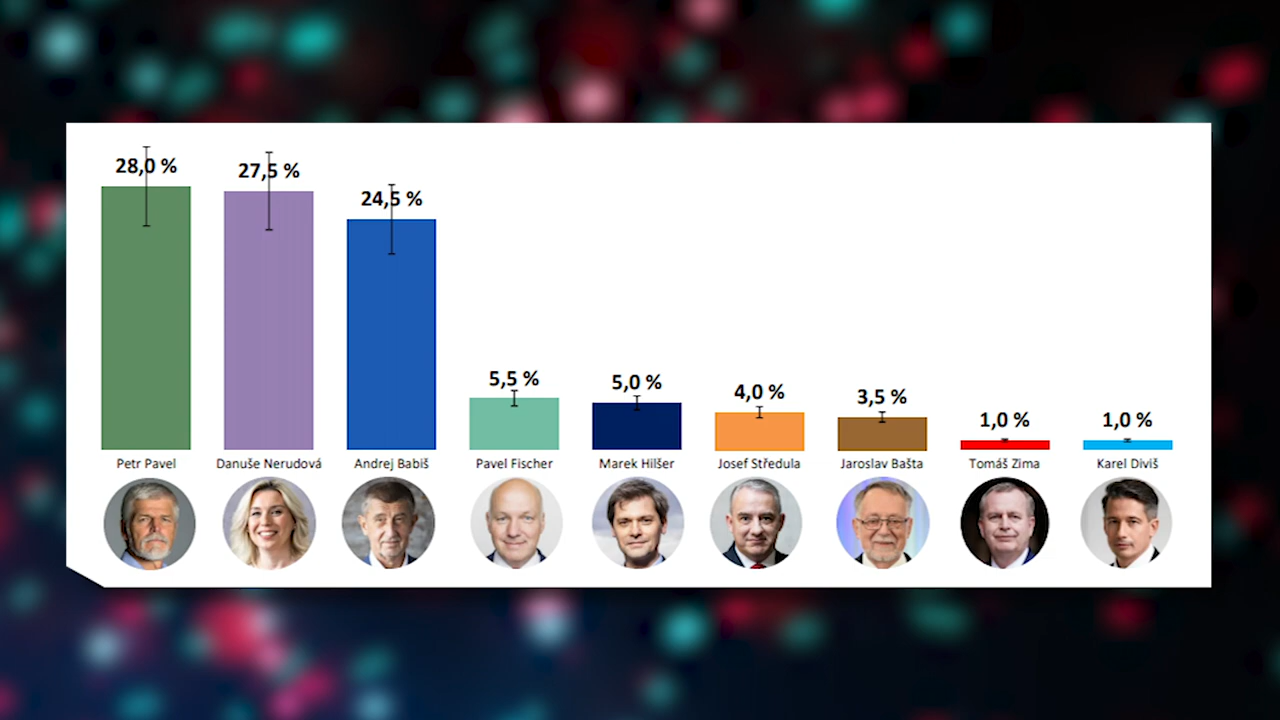 28,0 %
27,5 %
24,5 %
5,5 %
5,0 %
4,0 %
3,5 %
1,0 %
1,0 %
Petr Pavel
Danuše Nerudová
Andrej Babiš
Pavel Fischer
Marek Hilšer
Josef Středula
Jaroslav Bašta
Tomáš Zima
Karel Diviš